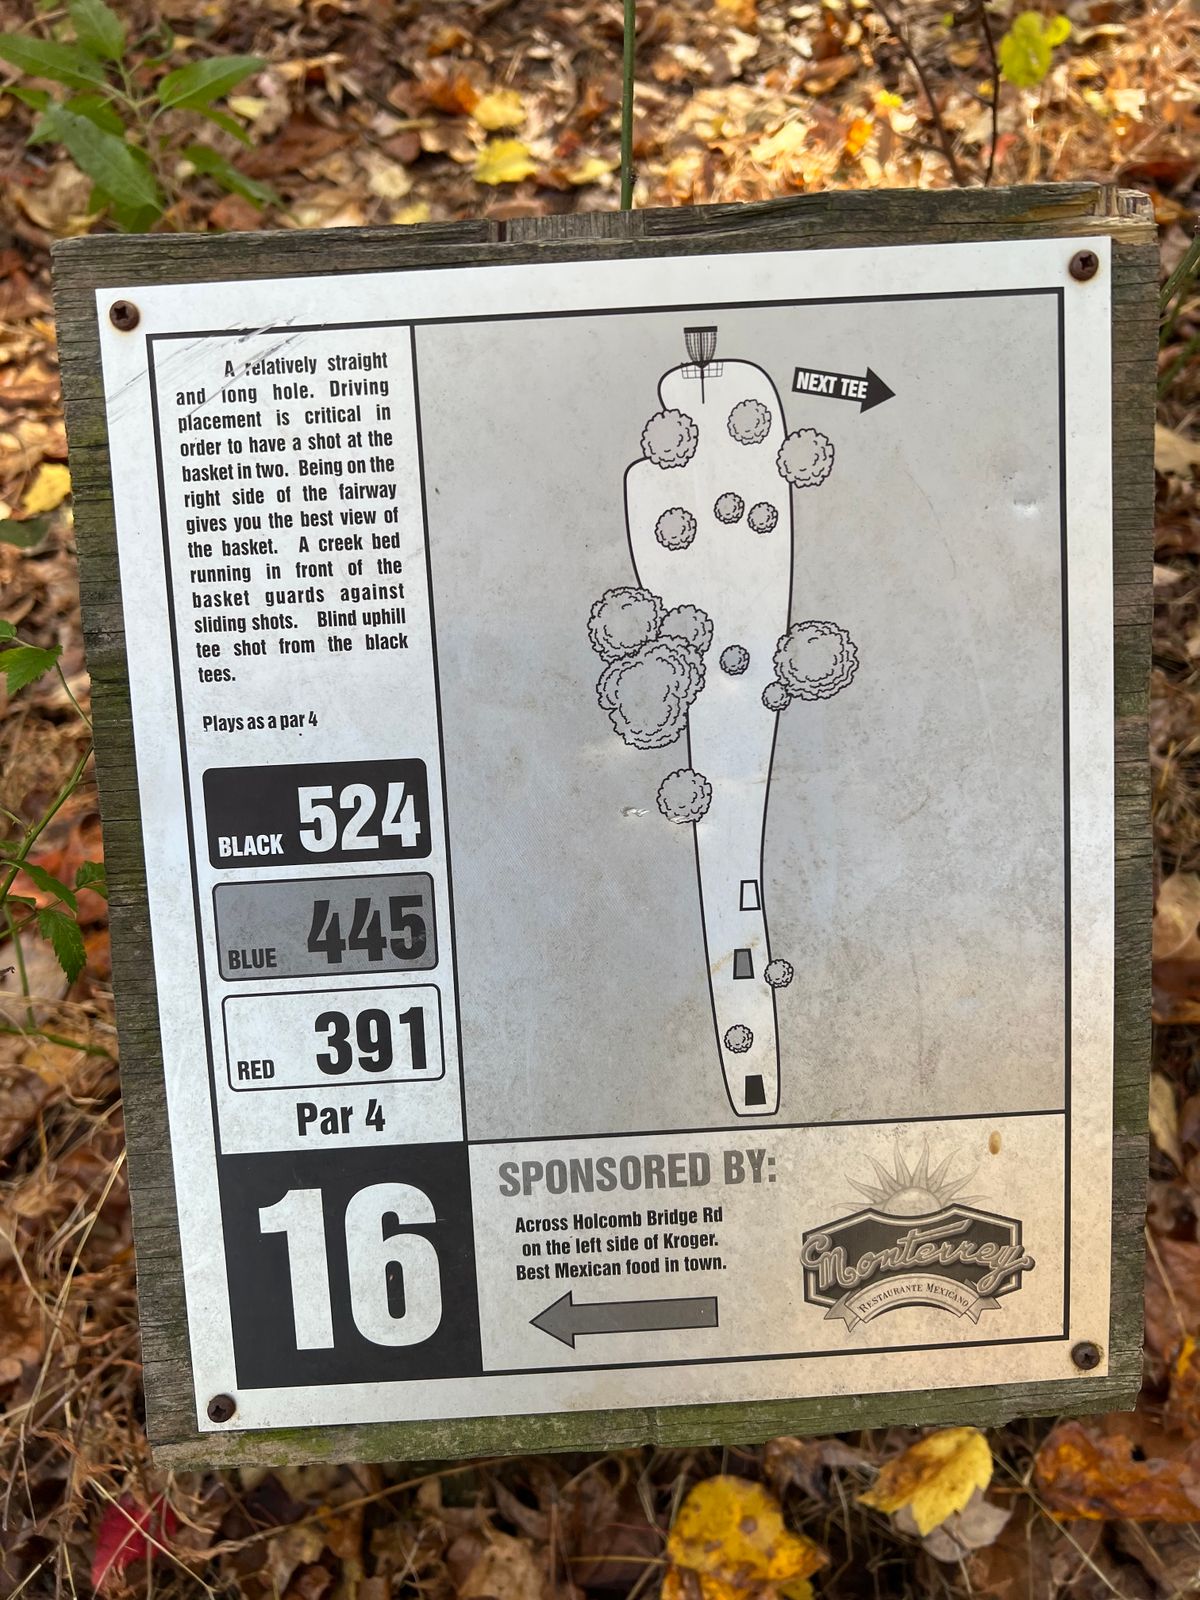 A relatively straight
and long hole. Driving
placement is critical in
order to have a shot at the
basket in two. Being on the
right side of the fairway
gives you the best view of
the basket. A creek bed
running in front of the
basket guards against
sliding shots. Blind uphill
tee shot from the black
tees.
Plays as a par 4
BLACK 524
BLUE 445
RED 391
Par 4
16
NEXT TEE
SPONSORED BY:
Across Holcomb Bridge Rd
on the left side of Kroger.
Best Mexican food in town.
Monterrey
RESTAURANTE MEXICANO